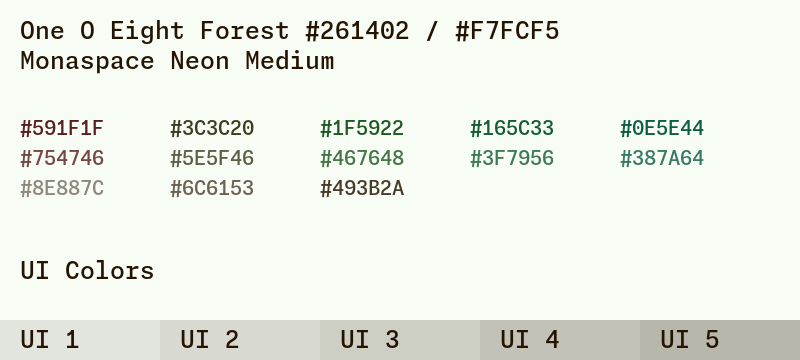 One O Eight Forest #261402 / #F7FCF5
Monaspace Neon Medium
#591F1F #3C3C20 #1F5922 #165C33 #0E5E44
#754746 #5E5F46 #467648 #3F7956 #387A64
#8E887C #6C6153 #493B2A
UI Colors
UI 1 UI 2 UI 3 UI 4 UI 5